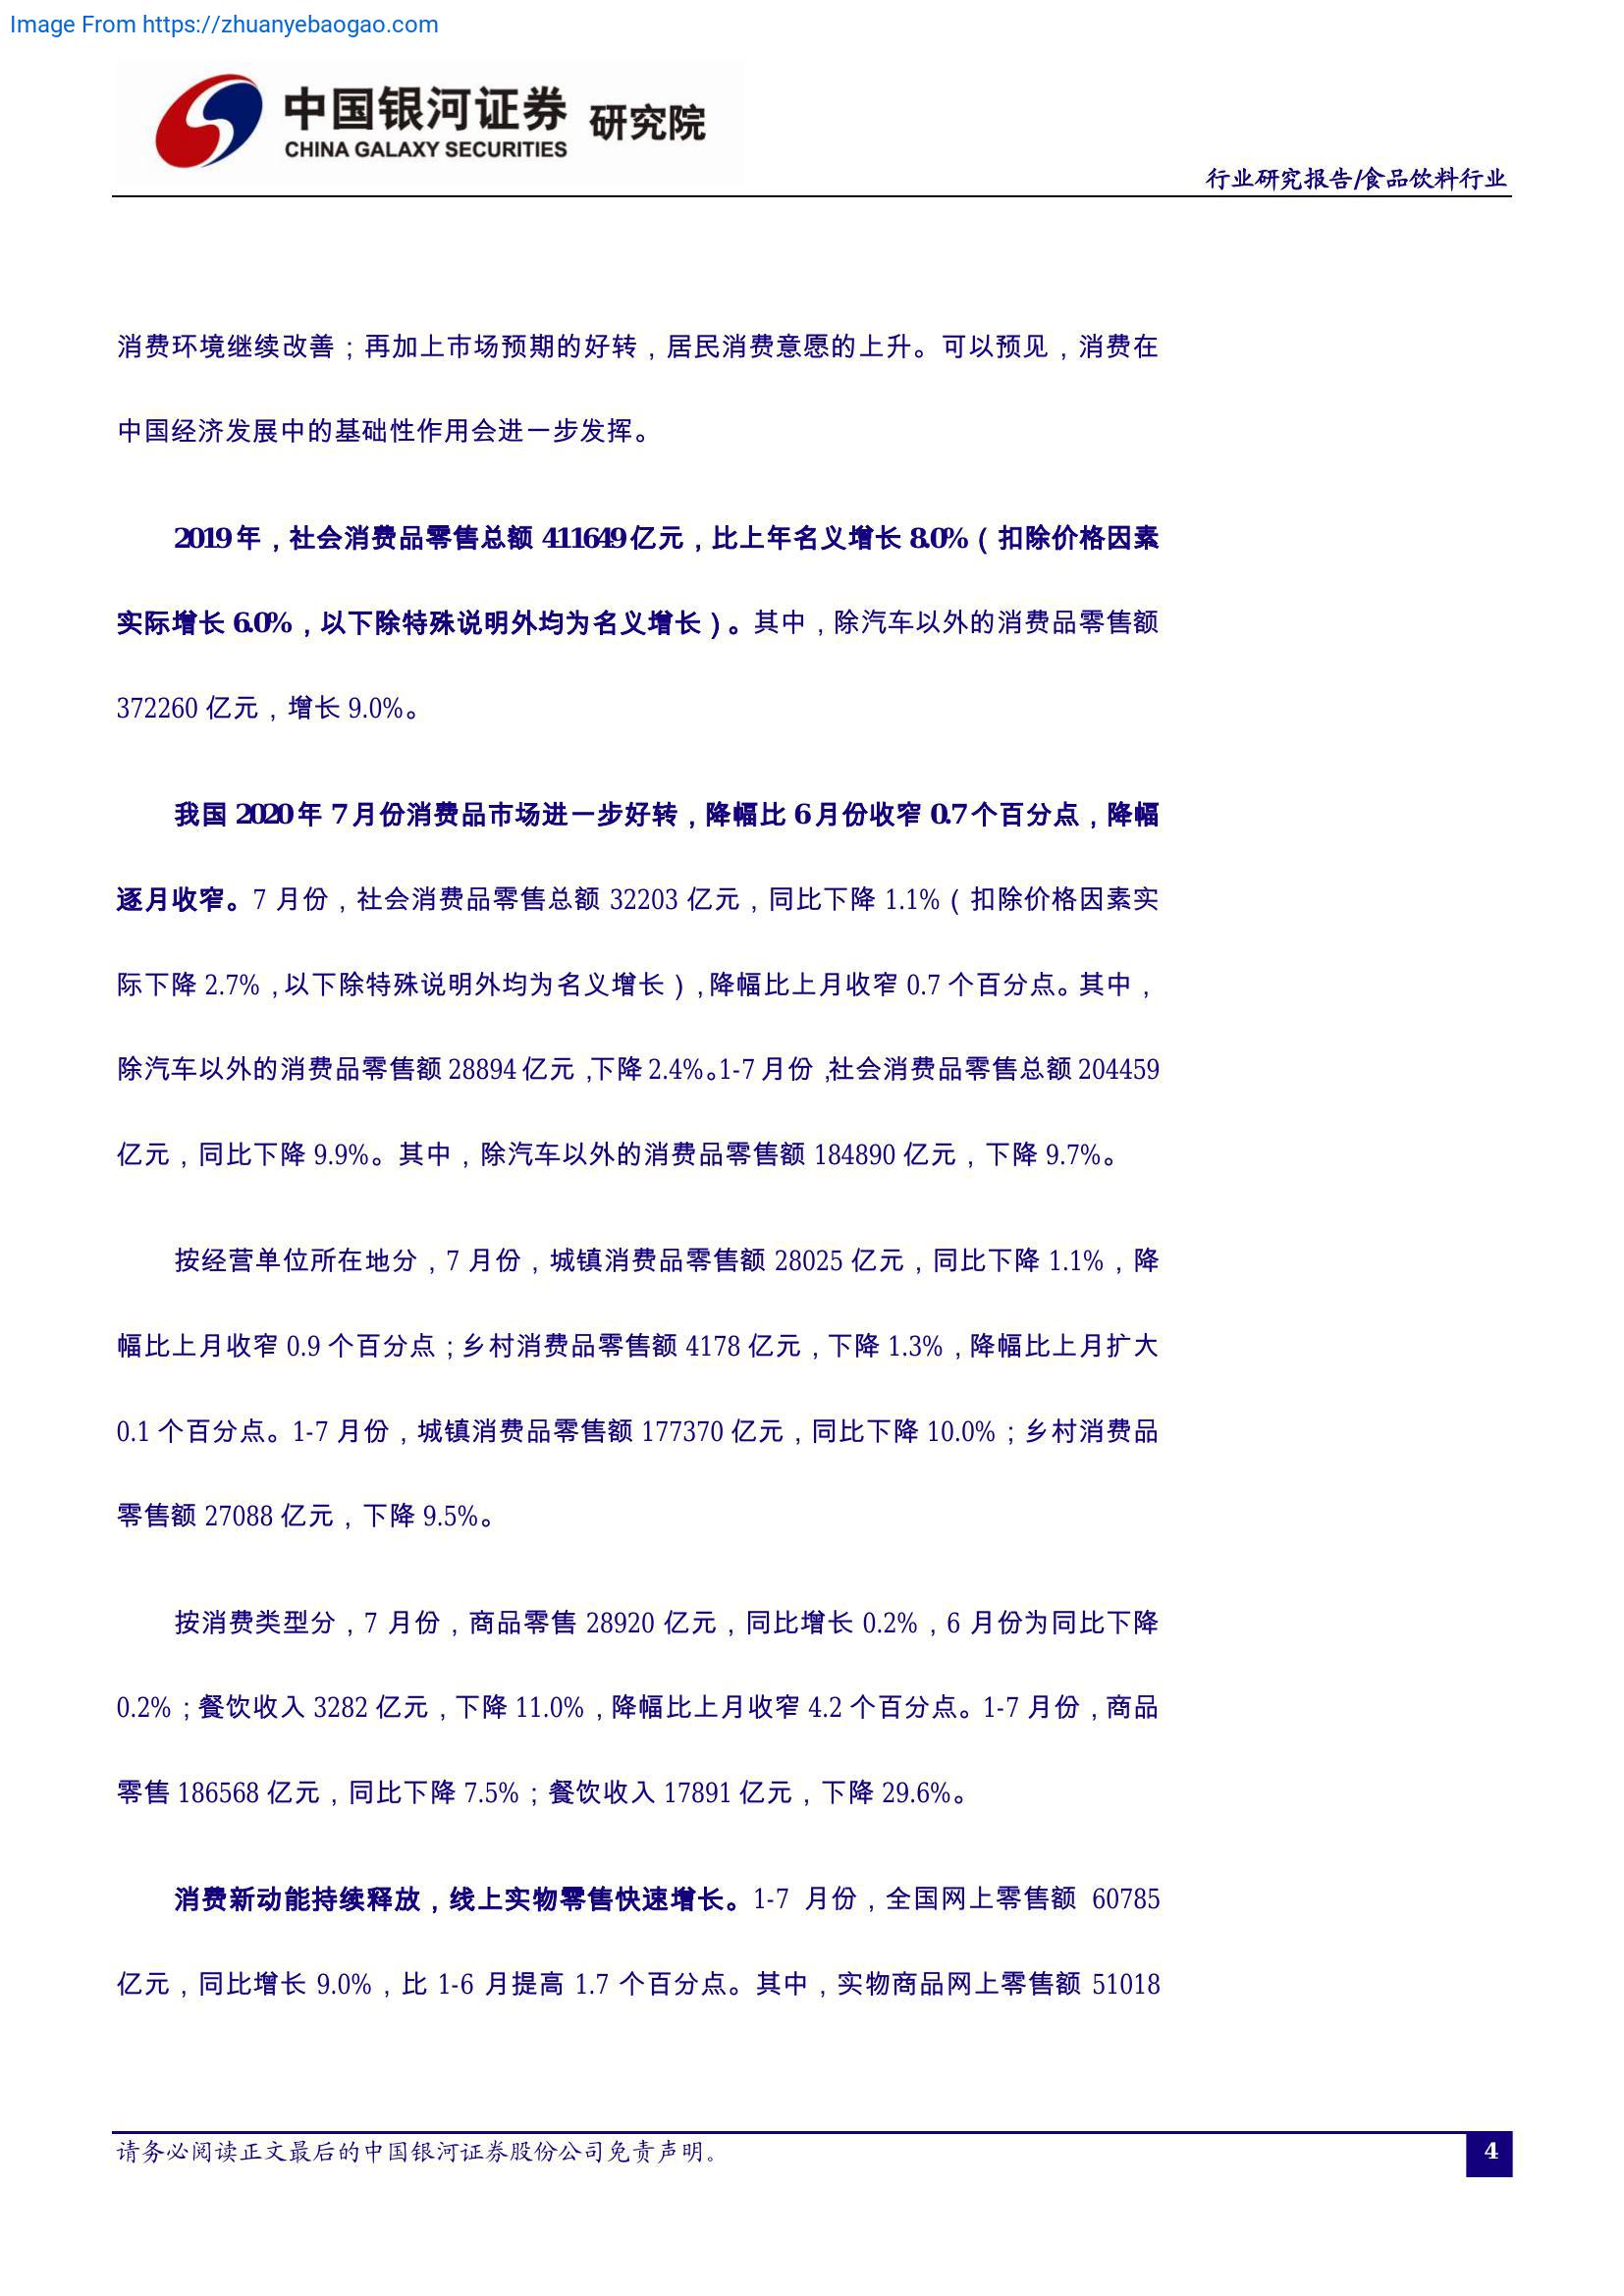 Image From https://zhuanyebaogao.com
中国银河证券 研究院
CHINA GALAXY SECURITIES
行业研究报告/食品饮料行业
消费环境继续改善；再加上市场预期的好转，居民消费意愿的上升。可以预见，消费在
中国经济发展中的基础性作用会进一步发挥。
2019年，社会消费品零售总额 411649亿元，比上年名义增长 8.0%（扣除价格因素
实际增长 6.0%，以下除特殊说明外均为名义增长）。其中，除汽车以外的消费品零售额
372260 亿元，增长 9.0%。
我国 2020年 7月份消费品市场进一步好转，降幅比 6月份收窄 0.7个百分点，降幅
逐月收窄。7 月份，社会消费品零售总额 32203 亿元，同比下降 1.1%（扣除价格因素实
际下降 2.7%，以下除特殊说明外均为名义增长），降幅比上月收窄 0.7 个百分点。其中，
除汽车以外的消费品零售额 28894 亿元，下降 2.4%。1-7 月份，社会消费品零售总额 204459
亿元，同比下降 9.9%。其中，除汽车以外的消费品零售额 184890 亿元，下降 9.7%。
按经营单位所在地分，7 月份，城镇消费品零售额 28025 亿元，同比下降 1.1%，降
幅比上月收窄 0.9 个百分点；乡村消费品零售额 4178 亿元，下降 1.3%，降幅比上月扩大
0.1 个百分点。1-7 月份，城镇消费品零售额 177370 亿元，同比下降 10.0%；乡村消费品
零售额 27088 亿元，下降 9.5%。
按消费类型分，7 月份，商品零售 28920 亿元，同比增长 0.2%，6 月份为同比下降
0.2%；餐饮收入 3282 亿元，下降 11.0%，降幅比上月收窄 4.2 个百分点。1-7 月份，商品
零售 186568 亿元，同比下降 7.5%；餐饮收入 17891 亿元，下降 29.6%。
消费新动能持续释放，线上实物零售快速增长。1-7 月份，全国网上零售额 60785
亿元，同比增长 9.0%，比 1-6 月提高 1.7 个百分点。其中，实物商品网上零售额 51018
请务必阅读正文最后的中国银河证券股份公司免责声明。
4